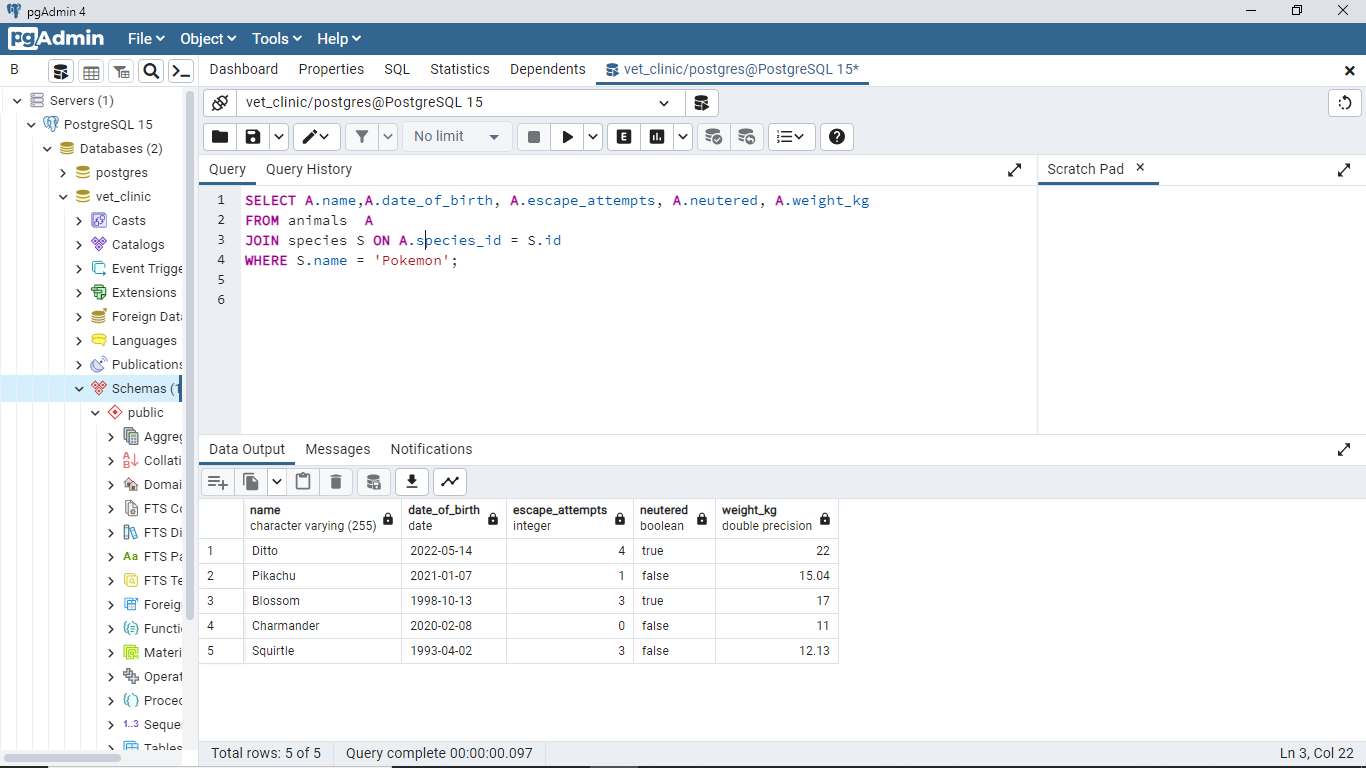 pgAdmin 4
pgAdmin File Object Tools Help
B
Dashboard Properties SQL Statistics Dependents vet_clinic/postgres@PostgreSQL 15*
Servers (1)
PostgreSQL 15
Databases (2)
postgres
vet_clinic
Casts
Catalogs
Event Trigge
Extensions
Foreign Data
Languages
Publications
Schemas (1
public
Aggreg
Collati
Domai
FTS Co
FTS Di
Aa FTS Pa
FTS Te
Foreig
Functi
Materi
Operat
Proced
1..3 Seque
Tables
vet_clinic/postgres@PostgreSQL 15
No limit
E
Query Query History
Scratch Pad
1 SELECT A.name,A.date_of_birth, A.escape_attempts, A.neutered, A.weight_kg
2 FROM animals  A
3 JOIN species S ON A.species_id = S.id
4 WHERE S.name = 'Pokemon';
5
6
Data Output Messages Notifications
name date_of_birth escape_attempts neutered weight_kg
character varying (255) date integer boolean double precision
1 Ditto 2022-05-14 4 true 22
2 Pikachu 2021-01-07 1 false 15.04
3 Blossom 1998-10-13 3 true 17
4 Charmander 2020-02-08 0 false 11
5 Squirtle 1993-04-02 3 false 12.13
Total rows: 5 of 5 Query complete 00:00:00.097 Ln 3, Col 22